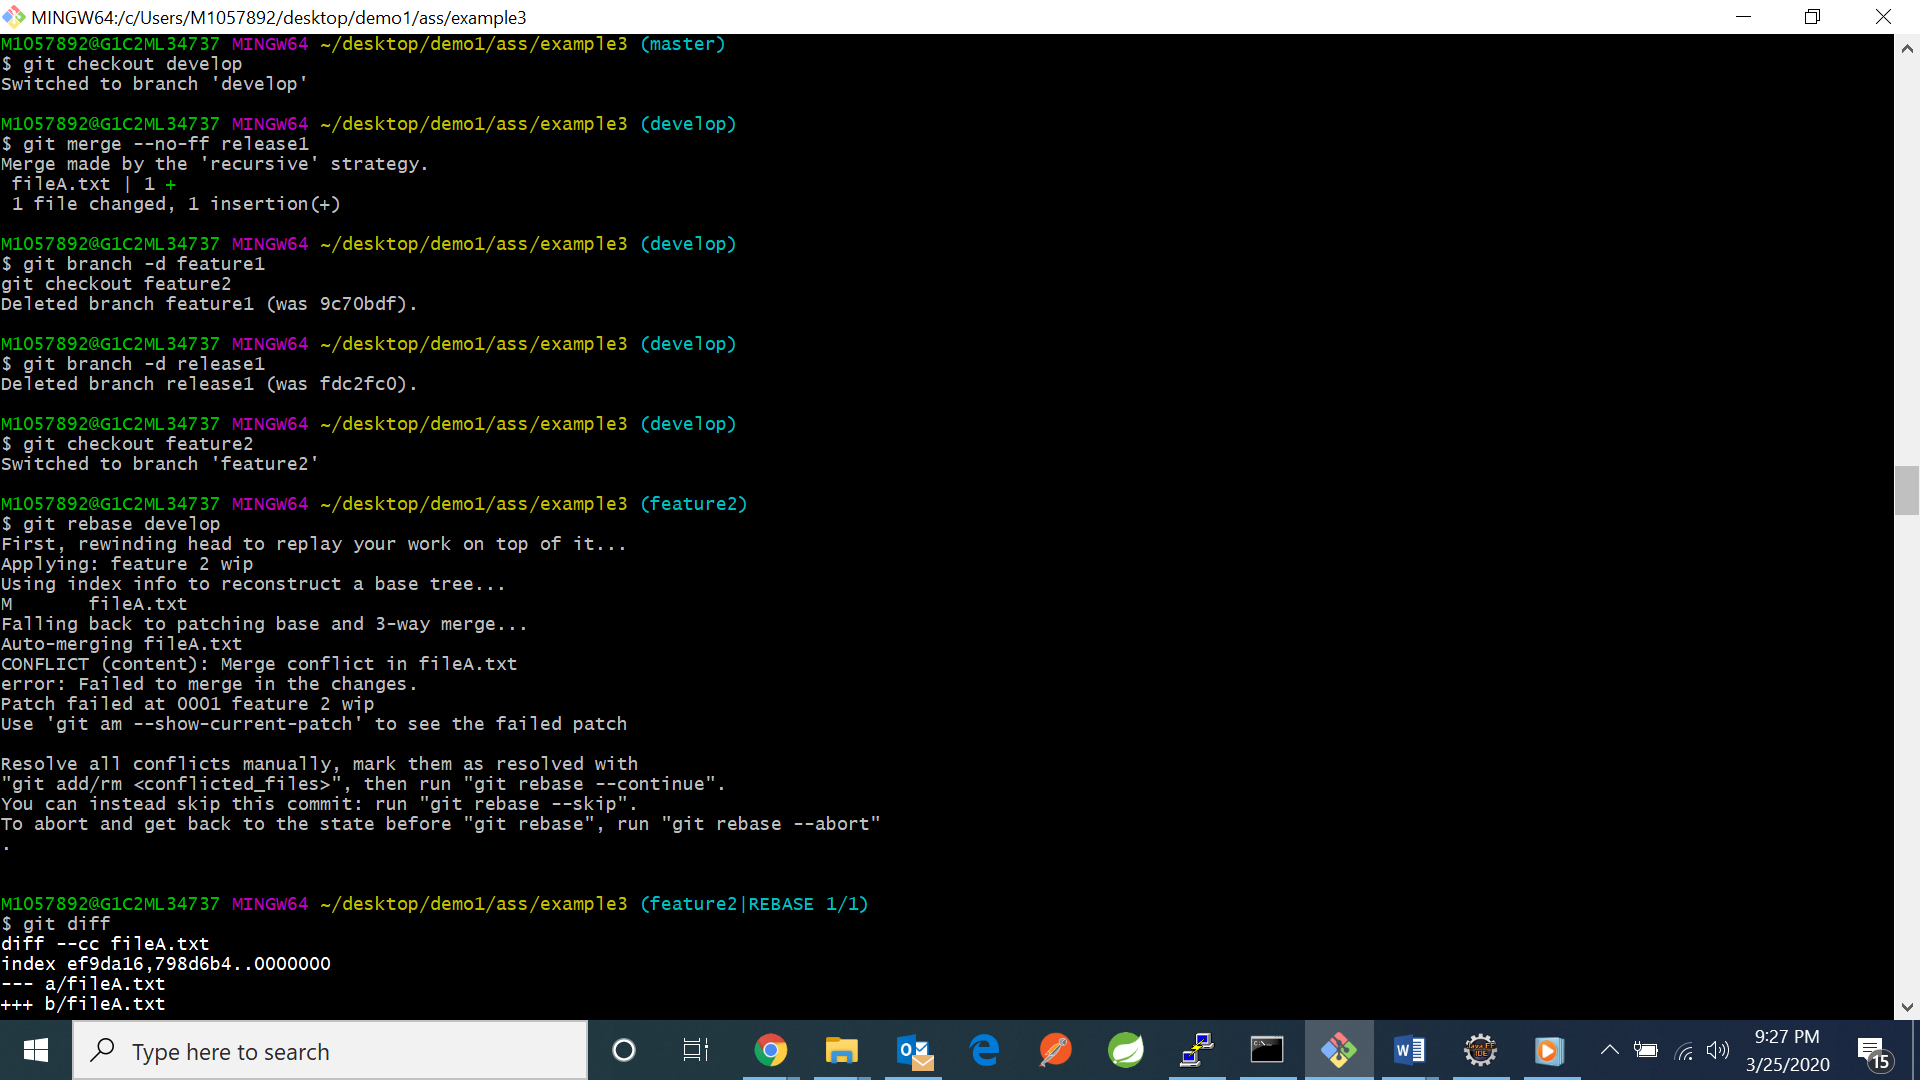 MINGW64:/c/Users/M1057892/desktop/demo1/ass/example3
M1057892@G1C2ML34737 MINGW64 ~/desktop/demo1/ass/example3 (master)
$ git checkout develop
Switched to branch 'develop'
M1057892@G1C2ML34737 MINGW64 ~/desktop/demo1/ass/example3 (develop)
$ git merge --no-ff release1
Merge made by the 'recursive' strategy.
fileA.txt | 1 +
1 file changed, 1 insertion(+)
M1057892@G1C2ML34737 MINGW64 ~/desktop/demo1/ass/example3 (develop)
$ git branch -d feature1
git checkout feature2
Deleted branch feature1 (was 9c70bdf).
M1057892@G1C2ML34737 MINGW64 ~/desktop/demo1/ass/example3 (develop)
$ git branch -d release1
Deleted branch release1 (was fdc2fc0).
M1057892@G1C2ML34737 MINGW64 ~/desktop/demo1/ass/example3 (develop)
$ git checkout feature2
Switched to branch 'feature2'
M1057892@G1C2ML34737 MINGW64 ~/desktop/demo1/ass/example3 (feature2)
$ git rebase develop
First, rewinding head to replay your work on top of it...
Applying: feature 2 wip
Using index info to reconstruct a base tree...
M       fileA.txt
Falling back to patching base and 3-way merge...
Auto-merging fileA.txt
CONFLICT (content): Merge conflict in fileA.txt
error: Failed to merge in the changes.
Patch failed at 0001 feature 2 wip
Use 'git am --show-current-patch' to see the failed patch
Resolve all conflicts manually, mark them as resolved with
"git add/rm <conflicted_files>", then run "git rebase --continue".
You can instead skip this commit: run "git rebase --skip".
To abort and get back to the state before "git rebase", run "git rebase --abort"
.
M1057892@G1C2ML34737 MINGW64 ~/desktop/demo1/ass/example3 (feature2|REBASE 1/1)
$ git diff
diff --cc fileA.txt
index ef9da16,798d6b4..0000000
--- a/fileA.txt
+++ b/fileA.txt
Type here to search
9:27 PM
3/25/2020
15